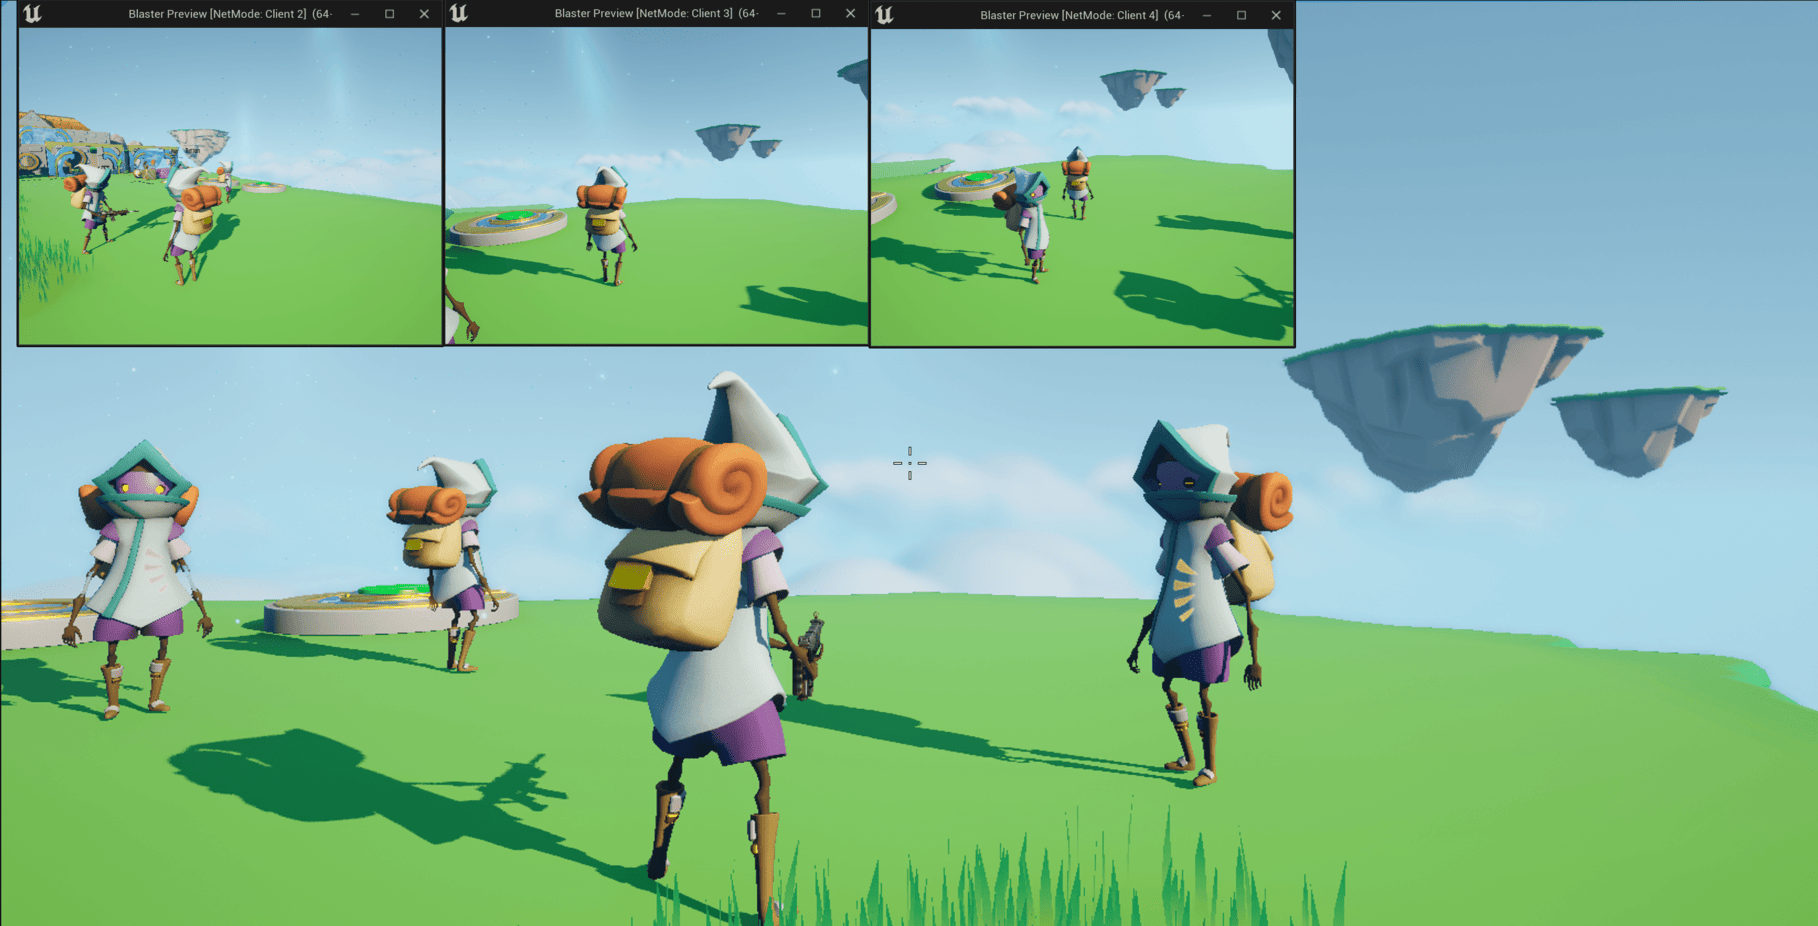 Blaster Preview [NetMode: Client 2] (64-
Blaster Preview [NetMode: Client 3] (64-
Blaster Preview [NetMode: Client 4] (64-